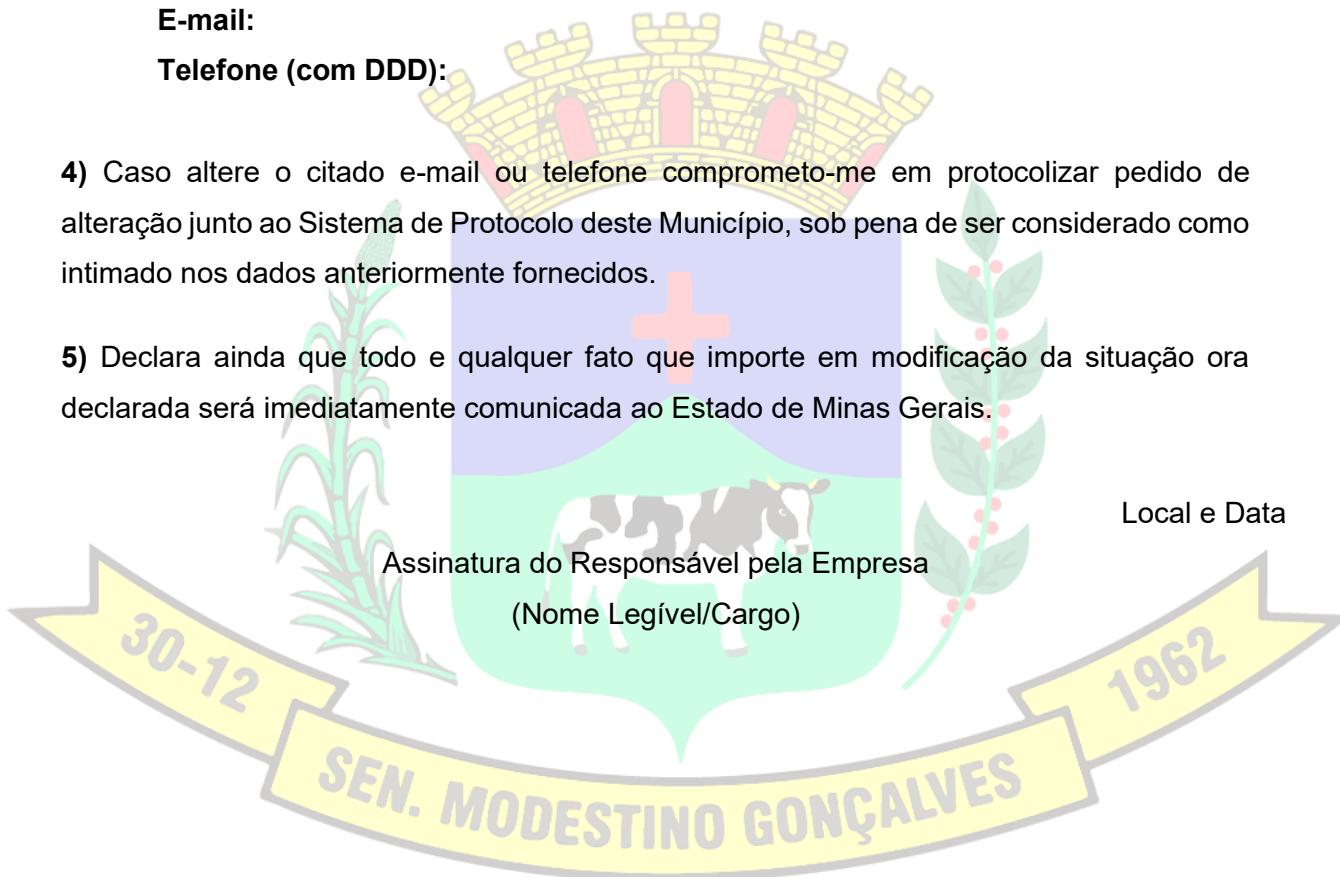 E-mail:
Telefone (com DDD):
4) Caso altere o citado e-mail ou telefone comprometo-me em protocolizar pedido de
alteração junto ao Sistema de Protocolo deste Município, sob pena de ser considerado como
intimado nos dados anteriormente fornecidos.
5) Declara ainda que todo e qualquer fato que importe em modificação da situação ora
declarada será imediatamente comunicada ao Estado de Minas Gerais.
Local e Data
Assinatura do Responsável pela Empresa
(Nome Legível/Cargo)
30-12
SEN. MODESTINO GONÇALVES
1962